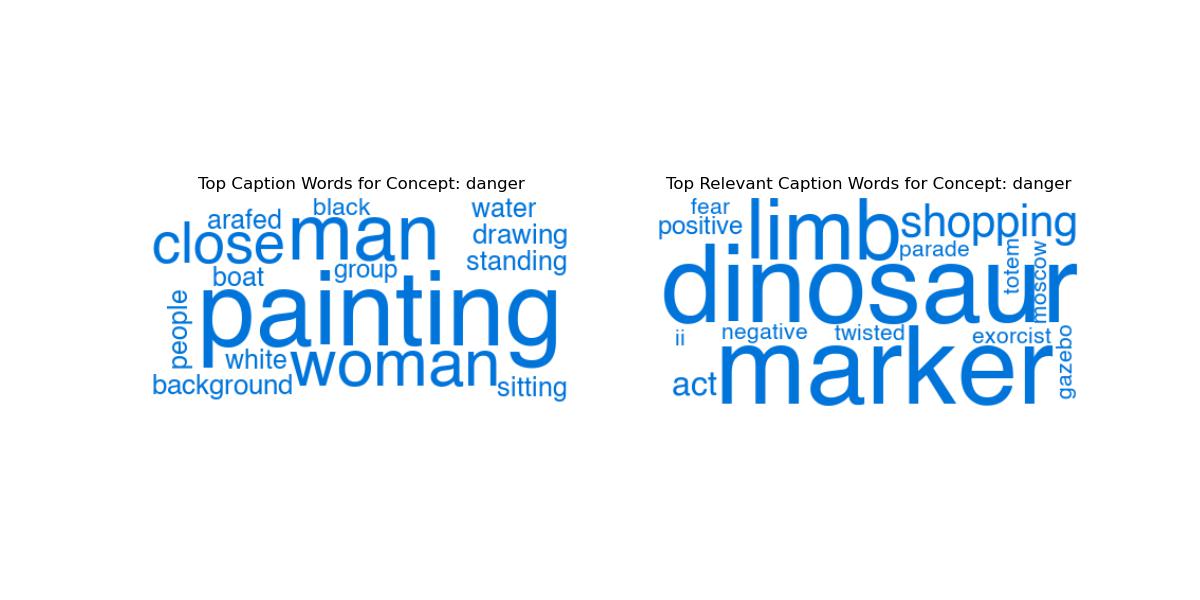 Top Caption Words for Concept: danger
black
water
arafed
man
close
drawing
standing
group
boat
painting
people
white
woman
background
sitting
Top Relevant Caption Words for Concept: danger
fear
limb
shopping
positive
parade
totem
moscow
dinosaur
ii
negative
twisted
exorcist
act
marker
gazebo